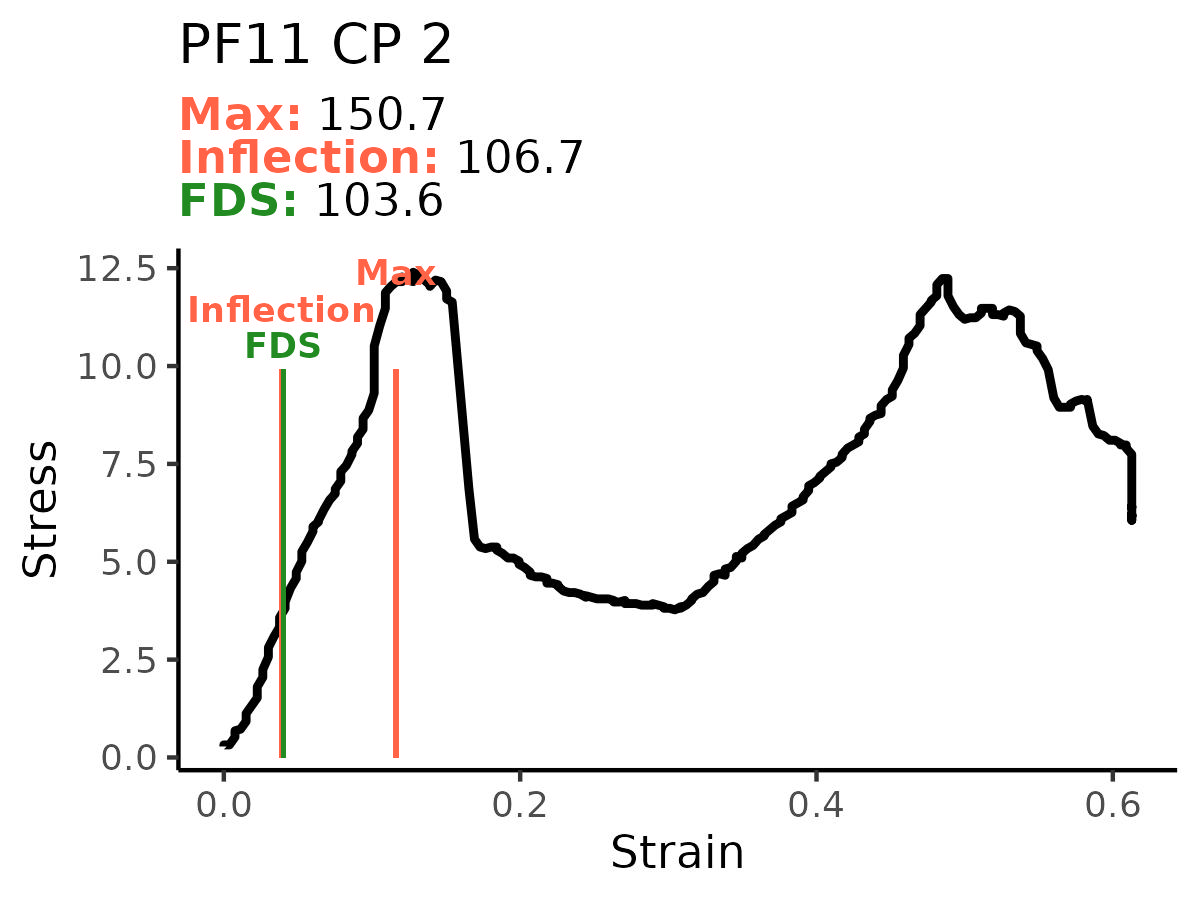 PF11 CP 2
Max: 150.7
Inflection: 106.7
FDS: 103.6
12.5
10.0
7.5
5.0
2.5
0.0
Stress
Max
Inflection
FDS
0.0 0.2 0.4 0.6
Strain